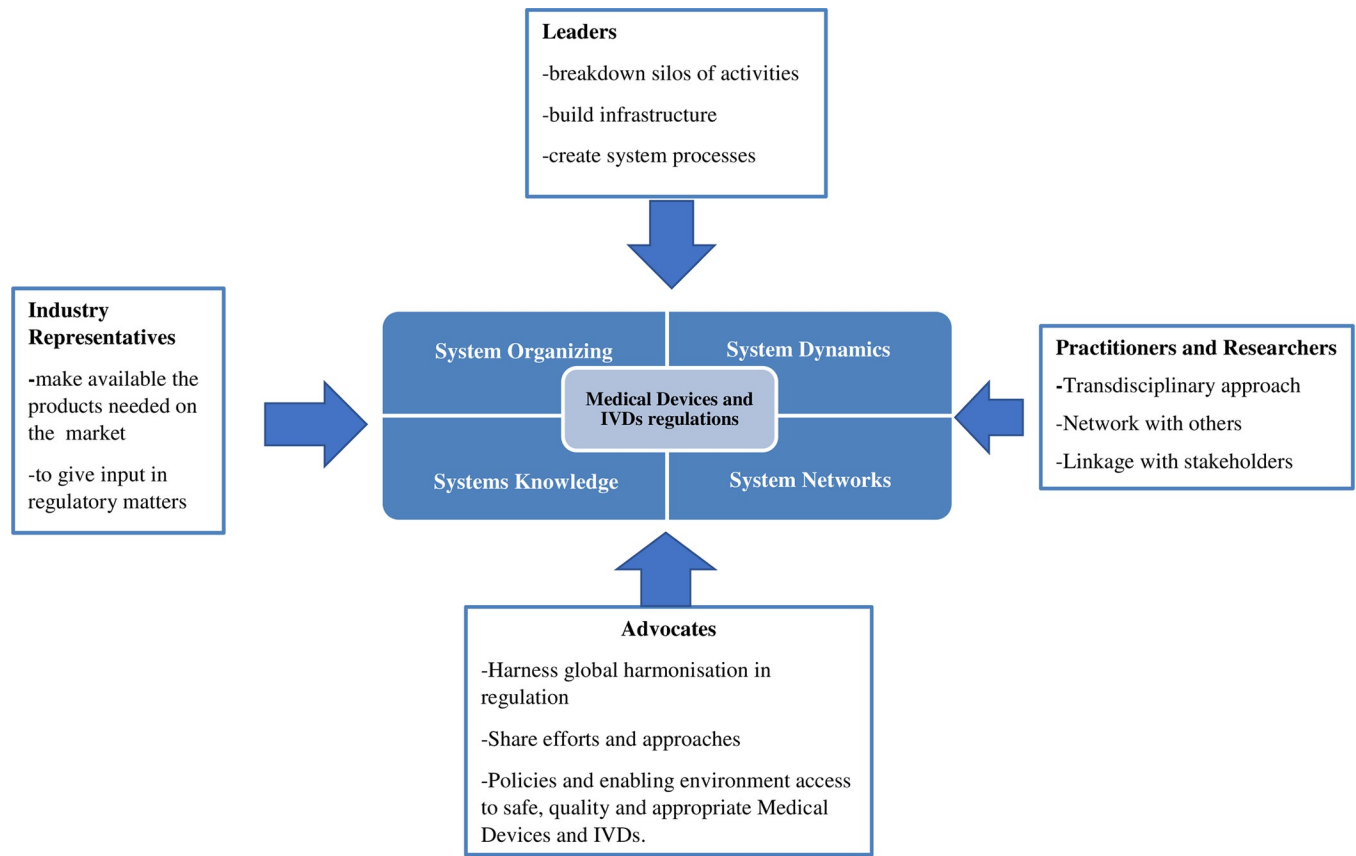 Leaders
-breakdown silos of activities
-build infrastructure
-create system processes
Industry
Representatives
-make available the
products needed on
the market
-to give input in
regulatory matters
System Organizing
System Dynamics
Medical Devices and
IVDs regulations
Systems Knowledge
System Networks
Practitioners and Researchers
-Transdisciplinary approach
-Network with others
-Linkage with stakeholders
Advocates
-Harness global harmonisation in
regulation
-Share efforts and approaches
-Policies and enabling environment access
to safe, quality and appropriate Medical
Devices and IVDs.